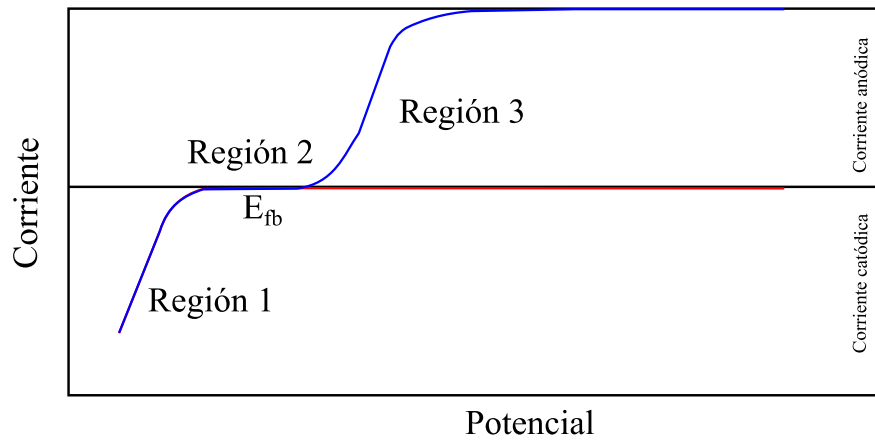 Corriente anódica
Región 3
Región 2
E_fb
Corriente
Región 1
Corriente catódica
Potencial